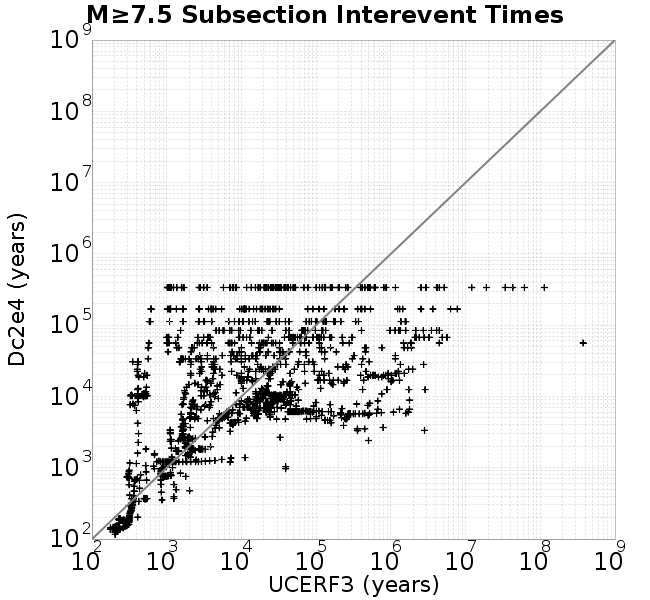 M≥7.5 Subsection Interevent Times
10^9
10^8
10^7
10^6
10^5
10^4
10^3
10^2
Dc2e4 (years)
10^2 10^3 10^4 10^5 10^6 10^7 10^8 10^9
UCERF3 (years)